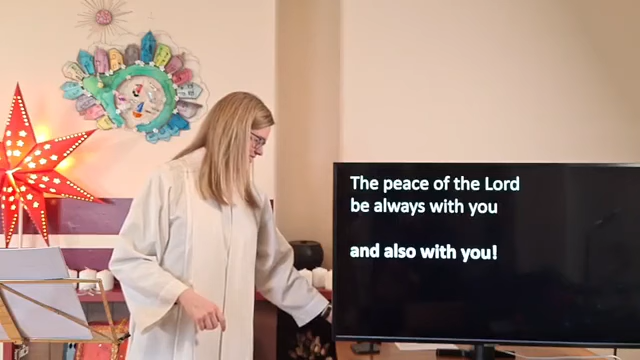 The peace of the Lord
be always with you
and also with you!